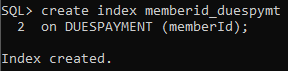 SQL> create index memberid_duespymt
  2  on DUESPAYMENT (memberId);
Index created.